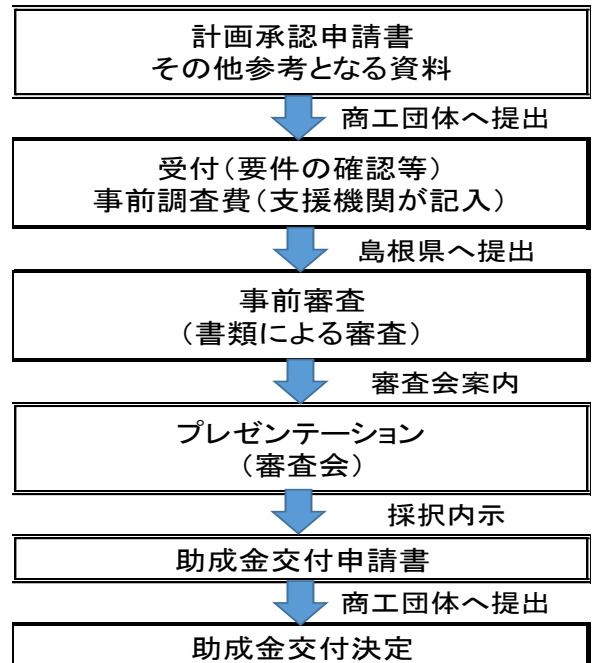 計画承認申請書
その他参考となる資料
商工団体へ提出
受付(要件の確認等)
事前調査費(支援機関が記入)
島根県へ提出
事前審査
(書類による審査)
審査会案内
プレゼンテーション
(審査会)
採択内示
助成金交付申請書
商工団体へ提出
助成金交付決定